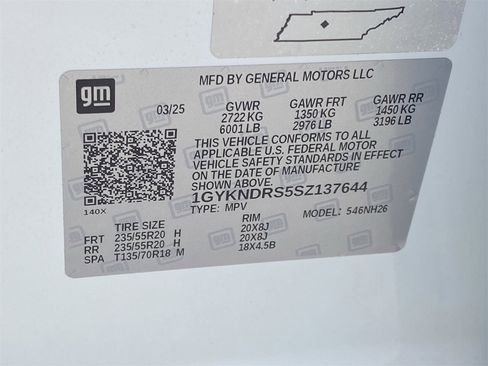 gm
MFD BY GENERAL MOTORS LLC
03/25 GVWR GAWR FRT GAWR RR
2722 KG 1350 KG 1450 KG
6001 LB 2976 LB 3196 LB
THIS VEHICLE CONFORMS TO ALL
APPLICABLE U.S. FEDERAL MOTOR
VEHICLE SAFETY STANDARDS IN EFFECT
ON THE DATE OF MANUFACTURE
SHOWN ABOVE.
1GYKNDRS5SZ137644
140X TYPE: MPV MODEL: 546NH26
TIRE SIZE RIM
FRT 235/55R20 H 20X8J
RR 235/55R20 H 20X8J
SPA T135/70R18 M 18X4.5B